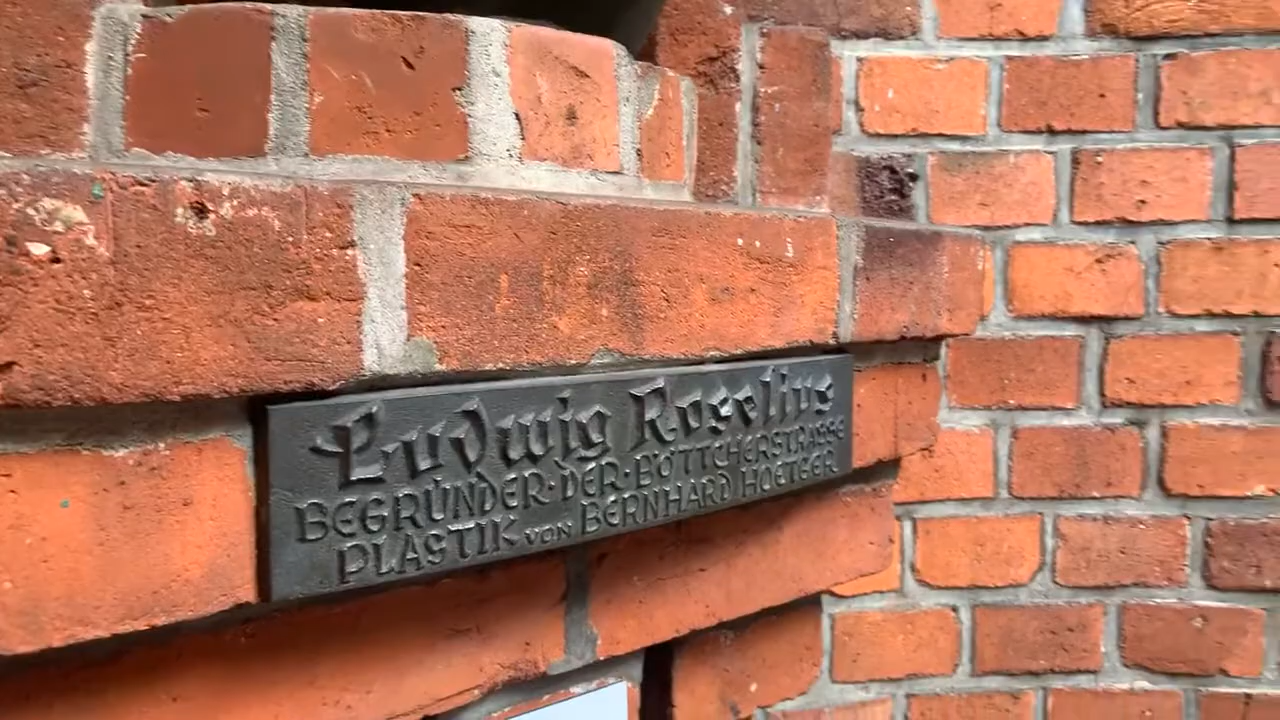 Ludwig Roselius
BEGRÜNDER·DER·BÖTTCHERSTRASSE
PLASTIK VON BERNHARD HOETGER